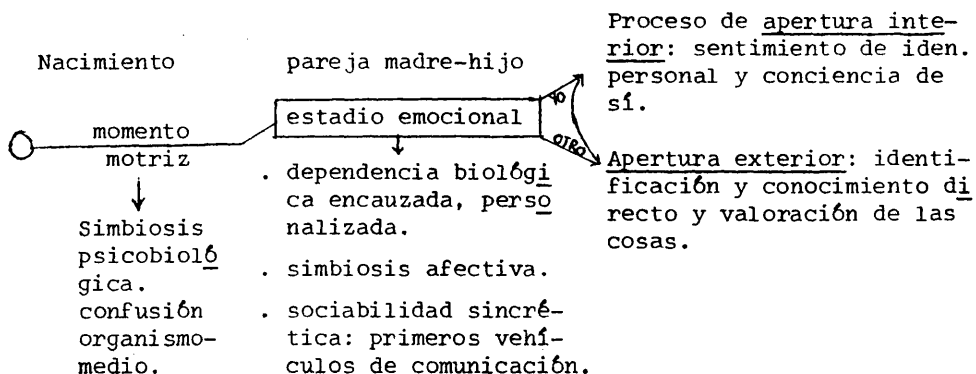 Nacimiento
momento
motriz
Simbiosis
psicobioló
gica.
confusión
organismo-
medio.
pareja madre-hijo
estadio emocional
. dependencia biológi
ca encauzada, perso
nalizada.
. simbiosis afectiva.
. sociabilidad sincré-
tica: primeros vehí-
culos de comunicación.
YO
OTRO
Proceso de apertura inte-
rior: sentimiento de iden.
personal y conciencia de
sí.
Apertura exterior: identi-
ficación y conocimiento di
recto y valoración de las
cosas.